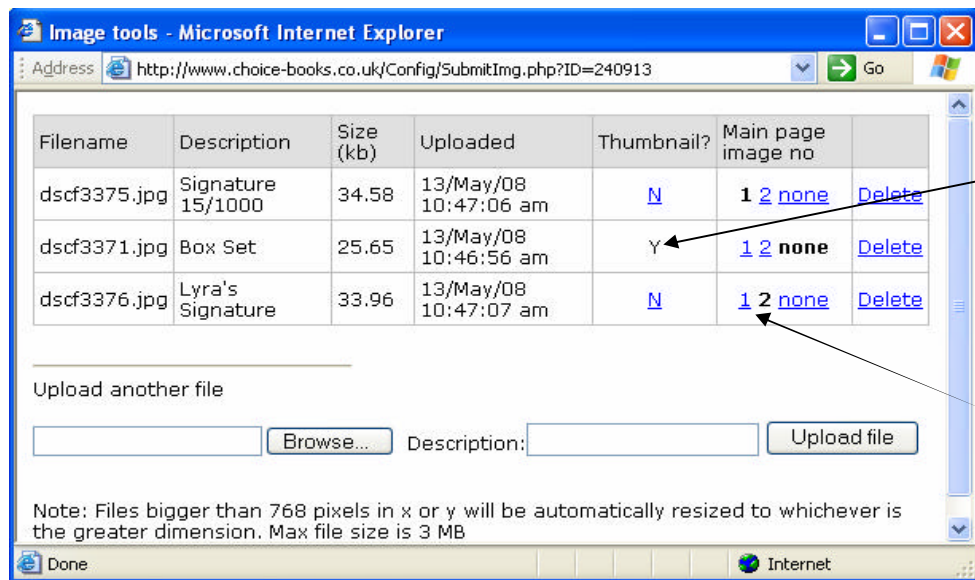 Image tools - Microsoft Internet Explorer
Address http://www.choice-books.co.uk/Config/SubmitImg.php?ID=240913 Go
Filename Description Size (kb) Uploaded Thumbnail? Main page image no
dscf3375.jpg Signature 15/1000 34.58 13/May/08 10:47:06 am N 1 2 none Delete
dscf3371.jpg Box Set 25.65 13/May/08 10:46:56 am Y 1 2 none Delete
dscf3376.jpg Lyra's Signature 33.96 13/May/08 10:47:07 am N 1 2 none Delete
Upload another file
Browse... Description: Upload file
Note: Files bigger than 768 pixels in x or y will be automatically resized to whichever is
the greater dimension. Max file size is 3 MB
Done Internet